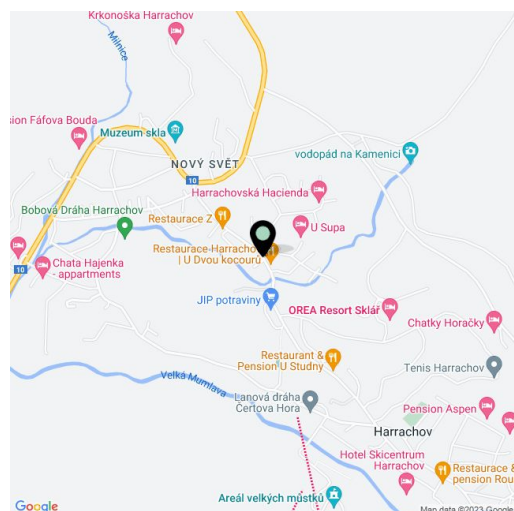 Krkonoška Harrachov
Milnice
sion Fáfova Bouda
Muzeum skla
vodopád na Kamenici
NOVÝ SVĚT
10
Harrachovská Hacienda
Bobová Dráha Harrachov
Restaurace Z
U Supa
Restaurace Harracho
| U Dvou kocourů
10
Chata Hajenka
- appartments
JIP potraviny
OREA Resort Sklář
Chatky Horačky
Restaurant &
Pension U Studny
Velká Mumlava
Tenis Harrachov
Lanová dráha
Čertova Hora
Pension Aspen
Harrachov
Hotel Skicentrum
Harrachov
Restaurace &
pension Rou
Areál velkých můstků
Google
Map data ©2023 Google